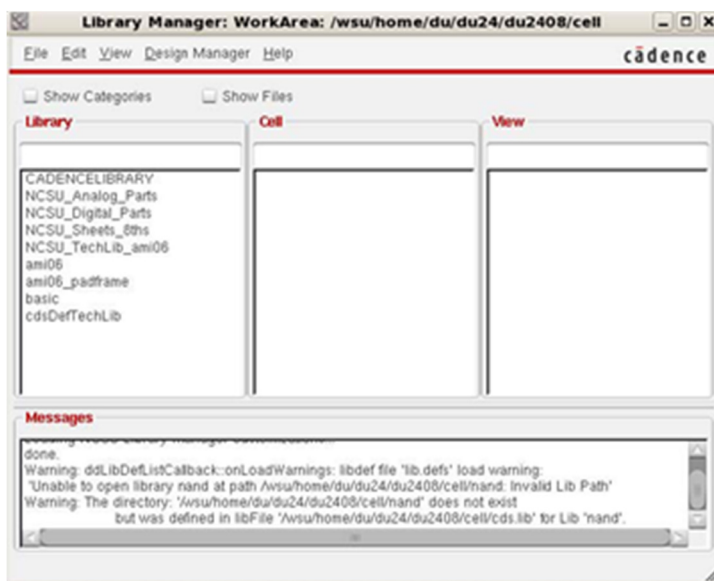 Library Manager: WorkArea: /wsu/home/du/du24/du2408/cell
File Edit View Design Manager Help
cādence
Show Categories Show Files
Library Cell View
CADENCELIBRARY
NCSU_Analog_Parts
NCSU_Digital_Parts
NCSU_Sheets_8ths
NCSU_TechLib_ami06
ami06
ami06_padframe
basic
cdsDefTechLib
Messages
done.
Warning: ddLibDefListCallback::onLoadWarnings: libdef file 'lib.defs' load warning:
'Unable to open library nand at path /wsu/home/du/du24/du2408/cell/nand: Invalid Lib Path'
Warning: The directory: '/wsu/home/du/du24/du2408/cell/nand' does not exist
but was defined in libFile '/wsu/home/du/du24/du2408/cell/cds.lib' for Lib 'nand'.